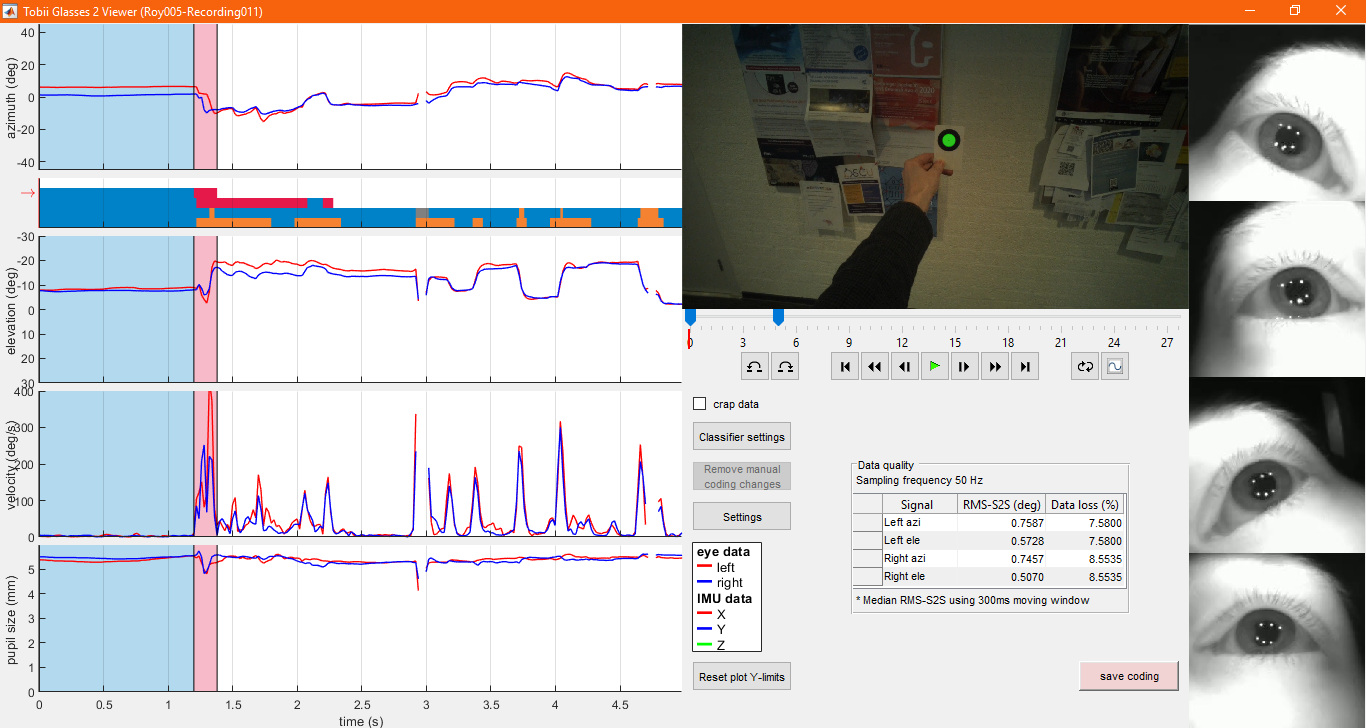 Tobii Glasses 2 Viewer (Roy005-Recording011)
azimuth (deg)
40
20
0
-20
-40
elevation (deg)
-30
-20
-10
0
10
20
30
velocity (deg/s)
400
300
200
100
0
pupil size (mm)
5
4
3
2
1
0
0 0.5 1 1.5 2 2.5 3 3.5 4 4.5
time (s)
0 3 6 9 12 15 18 21 24 27
crap data
Classifier settings
Remove manual
coding changes
Settings
eye data
left
right
IMU data
X
Y
Z
Reset plot Y-limits
Data quality
Sampling frequency 50 Hz
Signal RMS-S2S (deg) Data loss (%)
Left azi 0.7587 7.5800
Left ele 0.5728 7.5800
Right azi 0.7457 8.5535
Right ele 0.5070 8.5535
* Median RMS-S2S using 300ms moving window
save coding